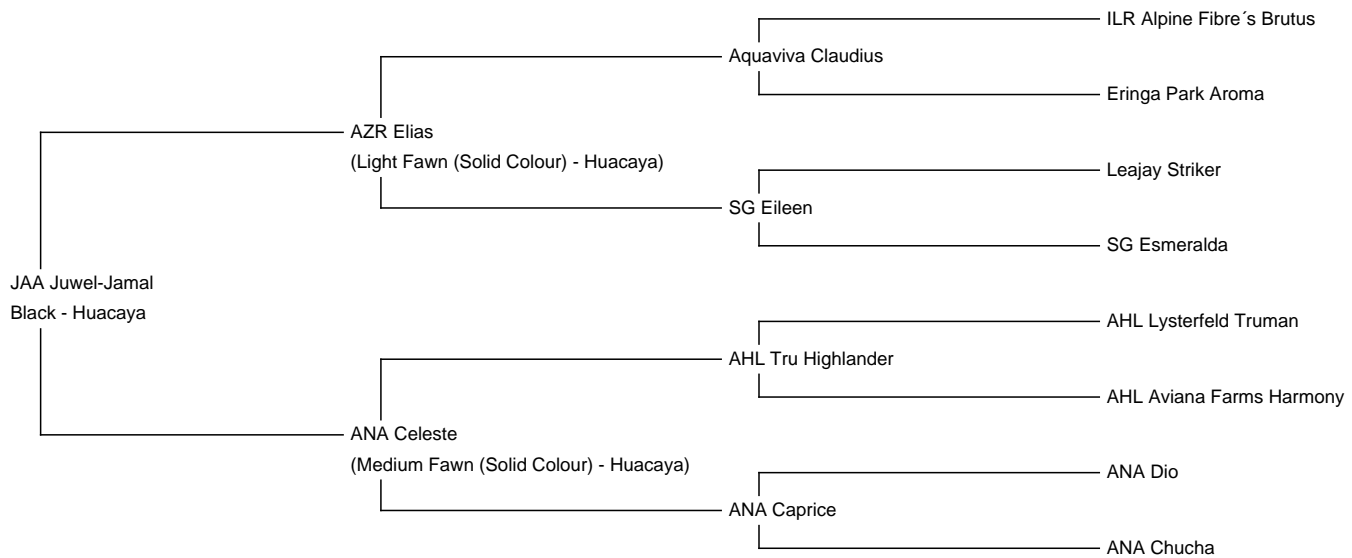 ILR Alpine Fibre´s Brutus
Aquaviva Claudius
Eringa Park Aroma
AZR Elias
(Light Fawn (Solid Colour) - Huacaya)
Leajay Striker
SG Eileen
SG Esmeralda
JAA Juwel-Jamal
Black - Huacaya
AHL Lysterfeld Truman
AHL Tru Highlander
AHL Aviana Farms Harmony
ANA Celeste
(Medium Fawn (Solid Colour) - Huacaya)
ANA Dio
ANA Caprice
ANA Chucha